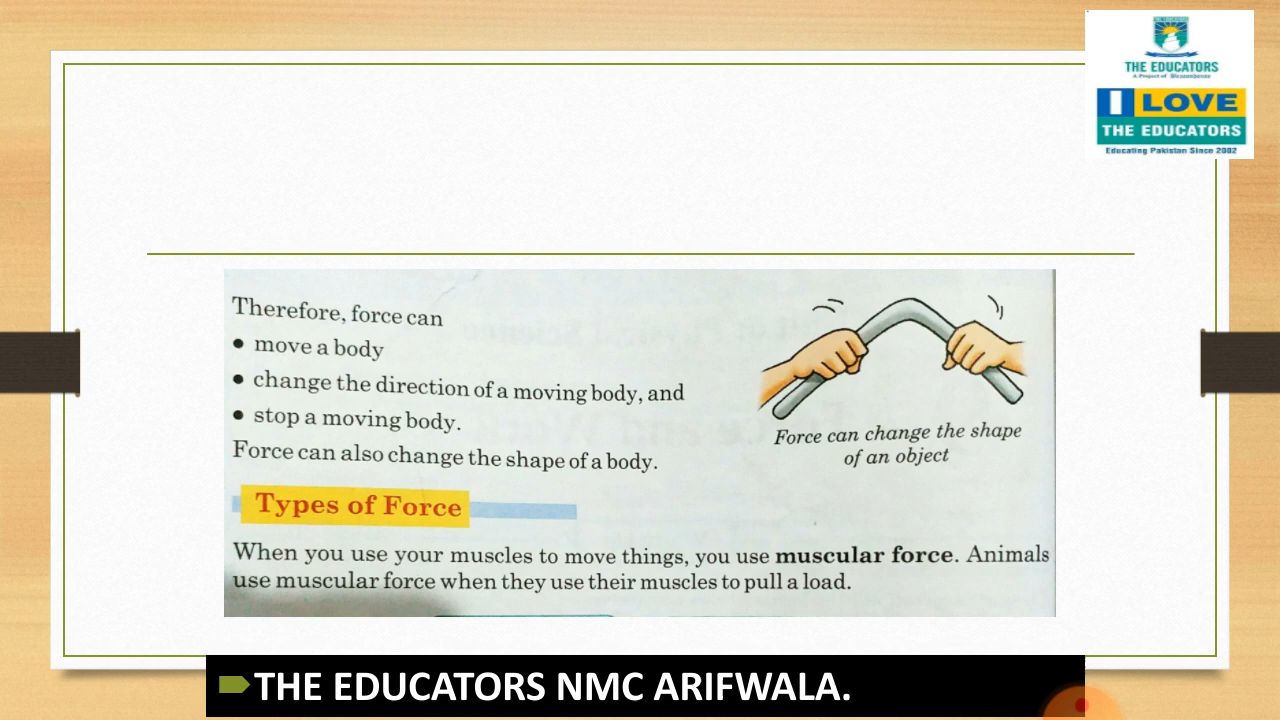 THE EDUCATORS
A Project of Beaconhouse
I LOVE
THE EDUCATORS
Educating Pakistan Since 2002
Therefore, force can
• move a body
• change the direction of a moving body, and
• stop a moving body.
Force can also change the shape of a body.
Force can change the shape
of an object
Types of Force
When you use your muscles to move things, you use muscular force. Animals
use muscular force when they use their muscles to pull a load.
THE EDUCATORS NMC ARIFWALA.